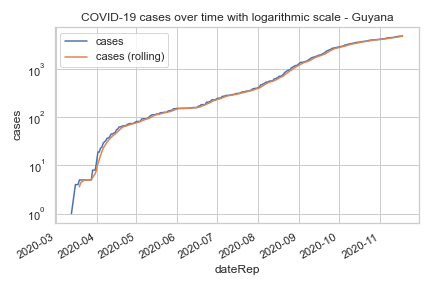 COVID-19 cases over time with logarithmic scale - Guyana
cases
cases (rolling)
10³
10²
10¹
10⁰
cases
2020-03
2020-04
2020-05
2020-06
2020-07
2020-08
2020-09
2020-10
2020-11
dateRep